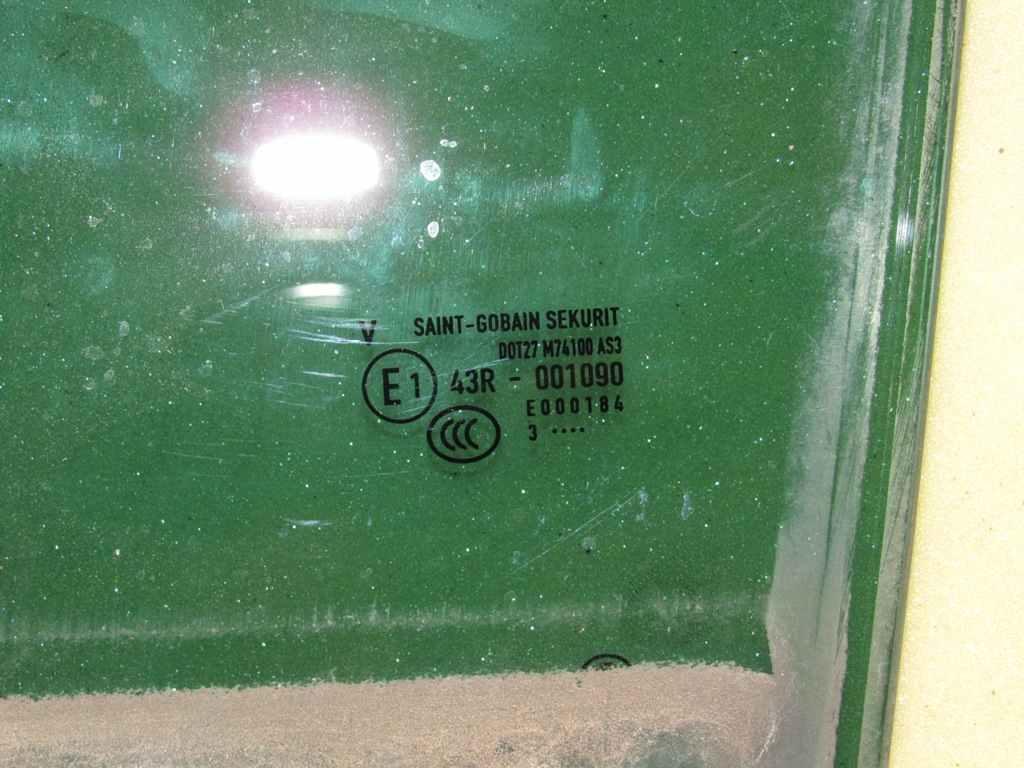 V SAINT-GOBAIN SEKURIT
DOT27 M74100 AS3
E1 43R - 001090
E000184
CCC 3 ....